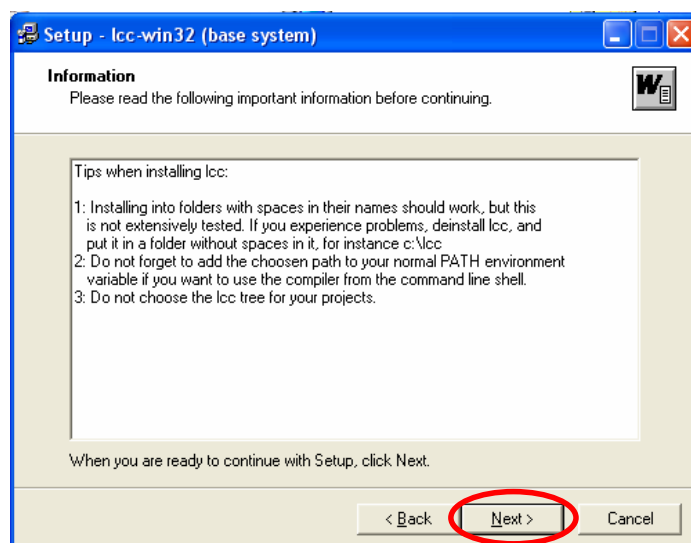 Setup - lcc-win32 (base system)
Information
Please read the following important information before continuing.
Tips when installing lcc:
1: Installing into folders with spaces in their names should work, but this
is not extensively tested. If you experience problems, deinstall lcc, and
put it in a folder without spaces in it, for instance c:\lcc
2: Do not forget to add the choosen path to your normal PATH environment
variable if you want to use the compiler from the command line shell.
3: Do not choose the lcc tree for your projects.
When you are ready to continue with Setup, click Next.
< Back
Next >
Cancel